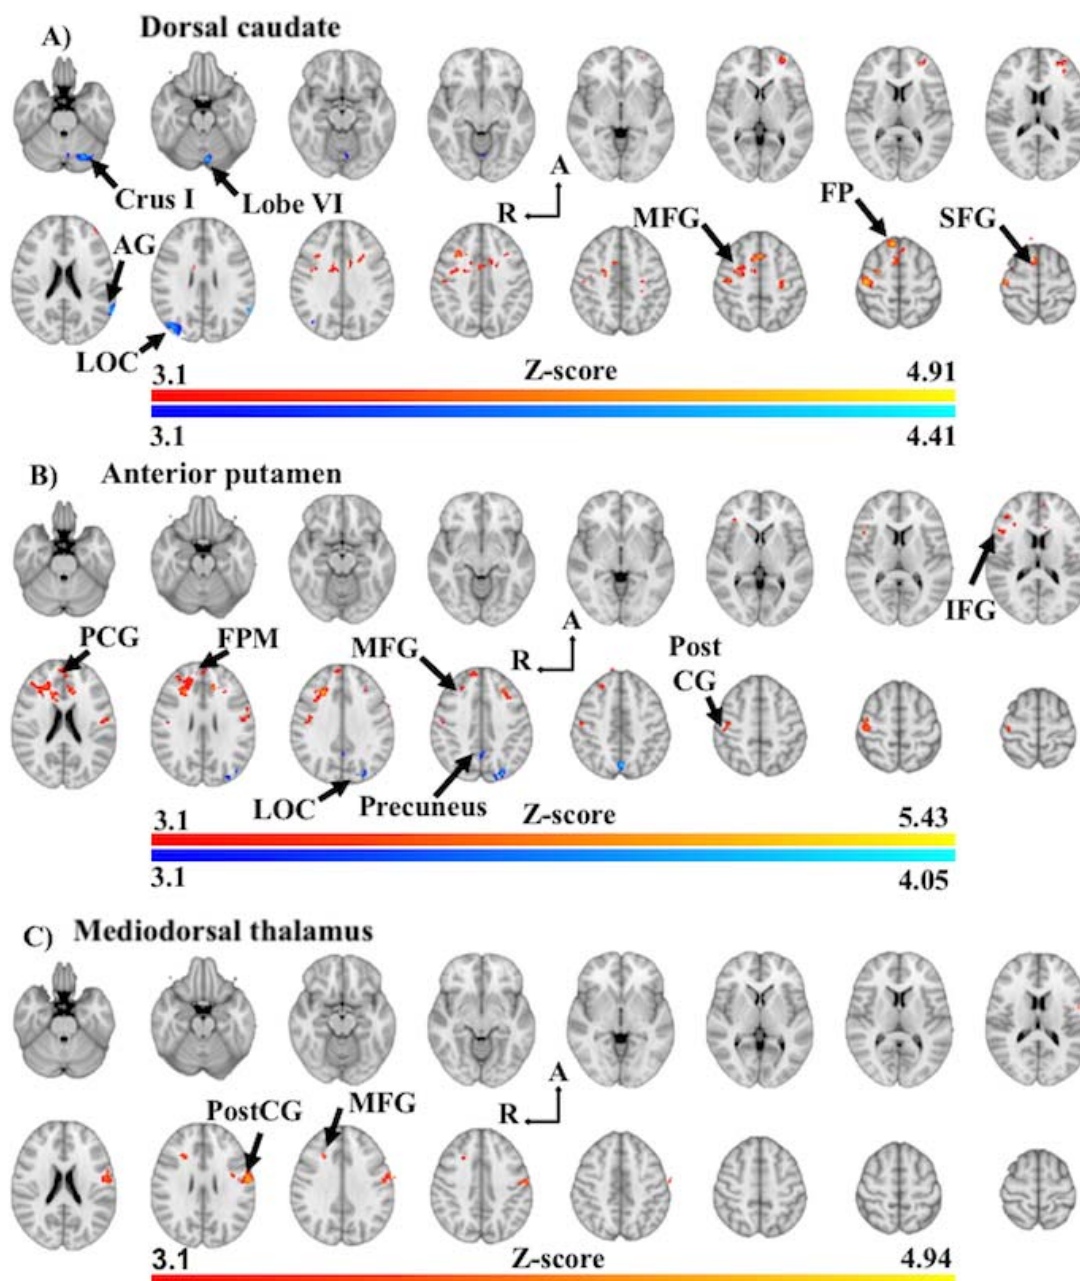 A) Dorsal caudate
Crus I
Lobe VI
A
R
MFG
FP
SFG
AG
LOC
3.1 Z-score 4.91
3.1 4.41
B) Anterior putamen
IFG
PCG
FPM
MFG
A
R
Post
CG
LOC
Precuneus
3.1 Z-score 5.43
3.1 4.05
C) Mediodorsal thalamus
A
R
PostCG
MFG
3.1 Z-score 4.94